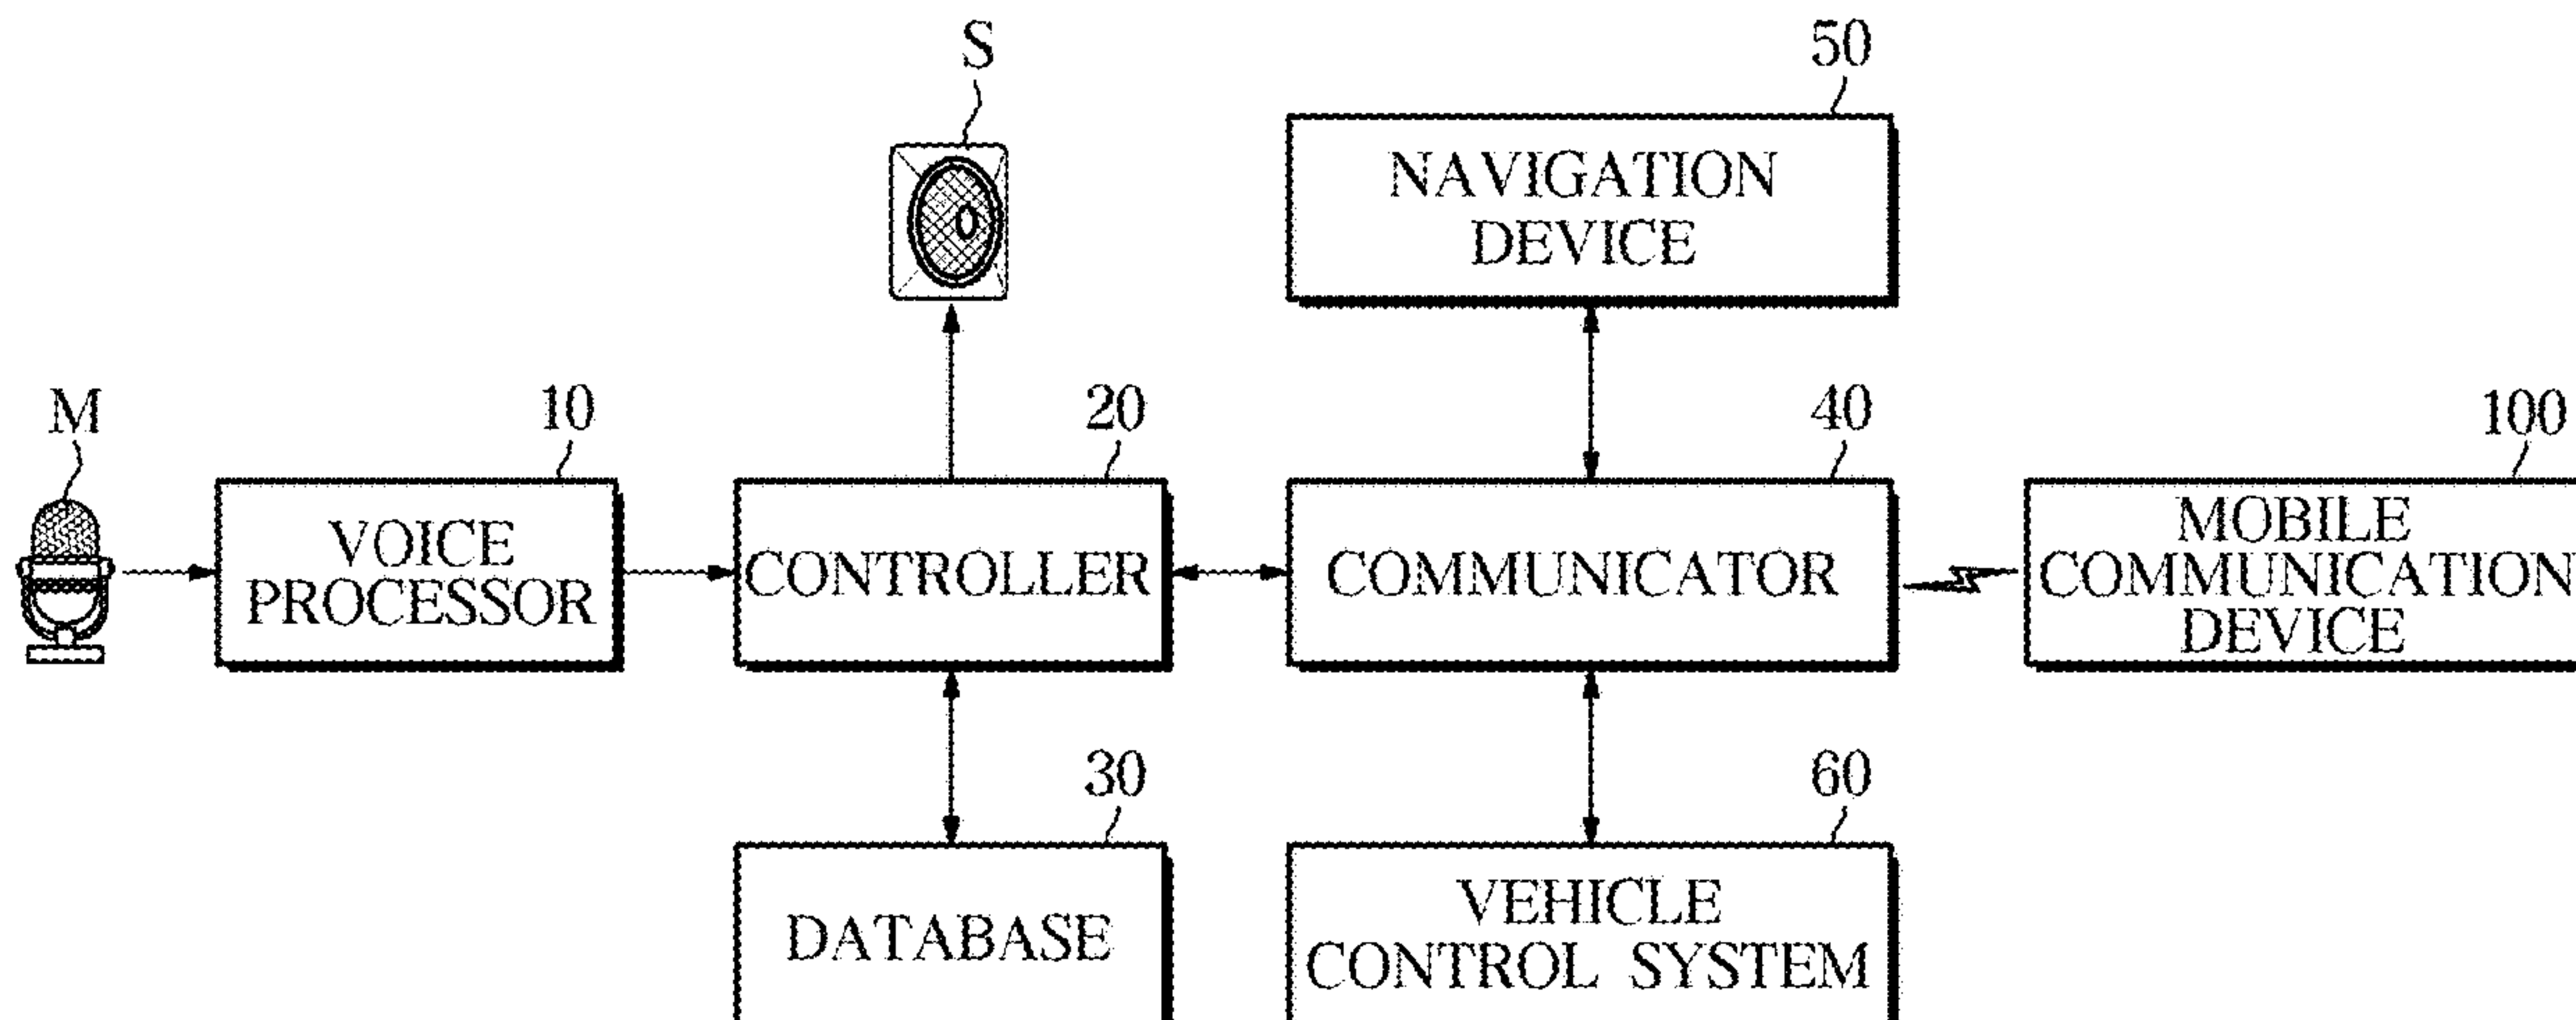 S
50
NAVIGATION
DEVICE
M
10
20
40
100
VOICE
PROCESSOR
CONTROLLER
COMMUNICATOR
MOBILE
COMMUNICATION
DEVICE
30
60
DATABASE
VEHICLE
CONTROL SYSTEM